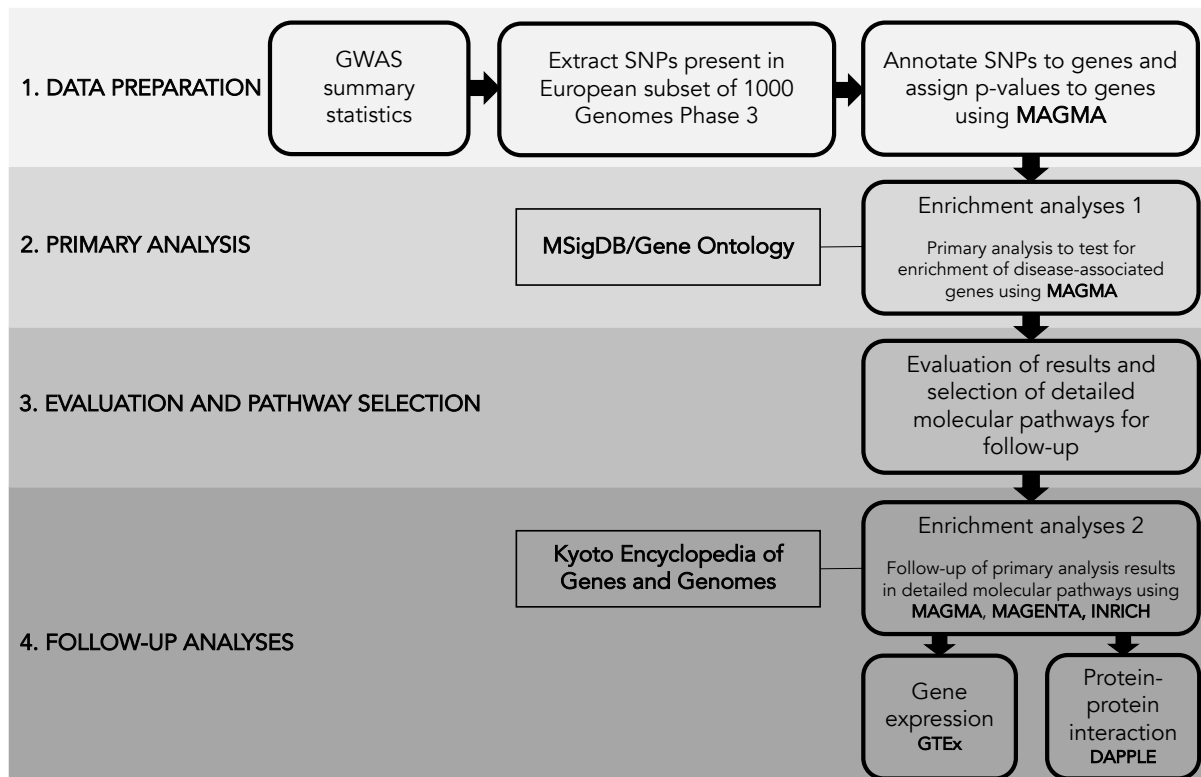 1. DATA PREPARATION
GWAS
summary
statistics
Extract SNPs present in
European subset of 1000
Genomes Phase 3
Annotate SNPs to genes and
assign p-values to genes
using MAGMA
2. PRIMARY ANALYSIS
MSigDB/Gene Ontology
Enrichment analyses 1
Primary analysis to test for
enrichment of disease-associated
genes using MAGMA
3. EVALUATION AND PATHWAY SELECTION
Evaluation of results and
selection of detailed
molecular pathways for
follow-up
4. FOLLOW-UP ANALYSES
Kyoto Encyclopedia of
Genes and Genomes
Enrichment analyses 2
Follow-up of primary analysis results
in detailed molecular pathways using
MAGMA, MAGENTA, INRICH
Gene
expression
GTEx
Protein-
protein
interaction
DAPPLE